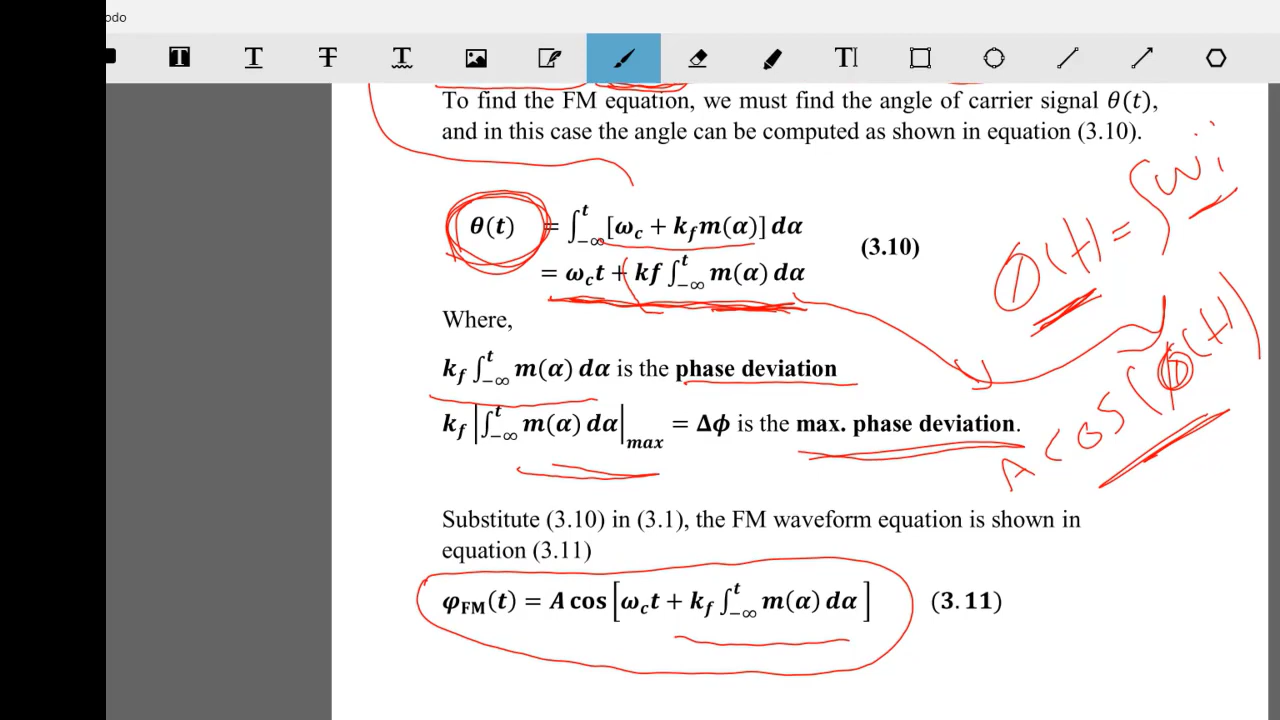 odo
T T T T TI
To find the FM equation, we must find the angle of carrier signal θ(t),
and in this case the angle can be computed as shown in equation (3.10).
θ(t) = ∫_{-∞}^{t} [ω_c + k_f m(α)] dα
= ω_c t + kf ∫_{-∞}^{t} m(α) dα
(3.10)
θ(t) = ∫ωi
Where,
k_f ∫_{-∞}^{t} m(α) dα is the phase deviation
A cos(θ(t))
k_f |∫_{-∞}^{t} m(α) dα|_{max} = Δϕ is the max. phase deviation.
Substitute (3.10) in (3.1), the FM waveform equation is shown in
equation (3.11)
φ_FM(t) = A cos [ω_c t + k_f ∫_{-∞}^{t} m(α) dα] (3.11)